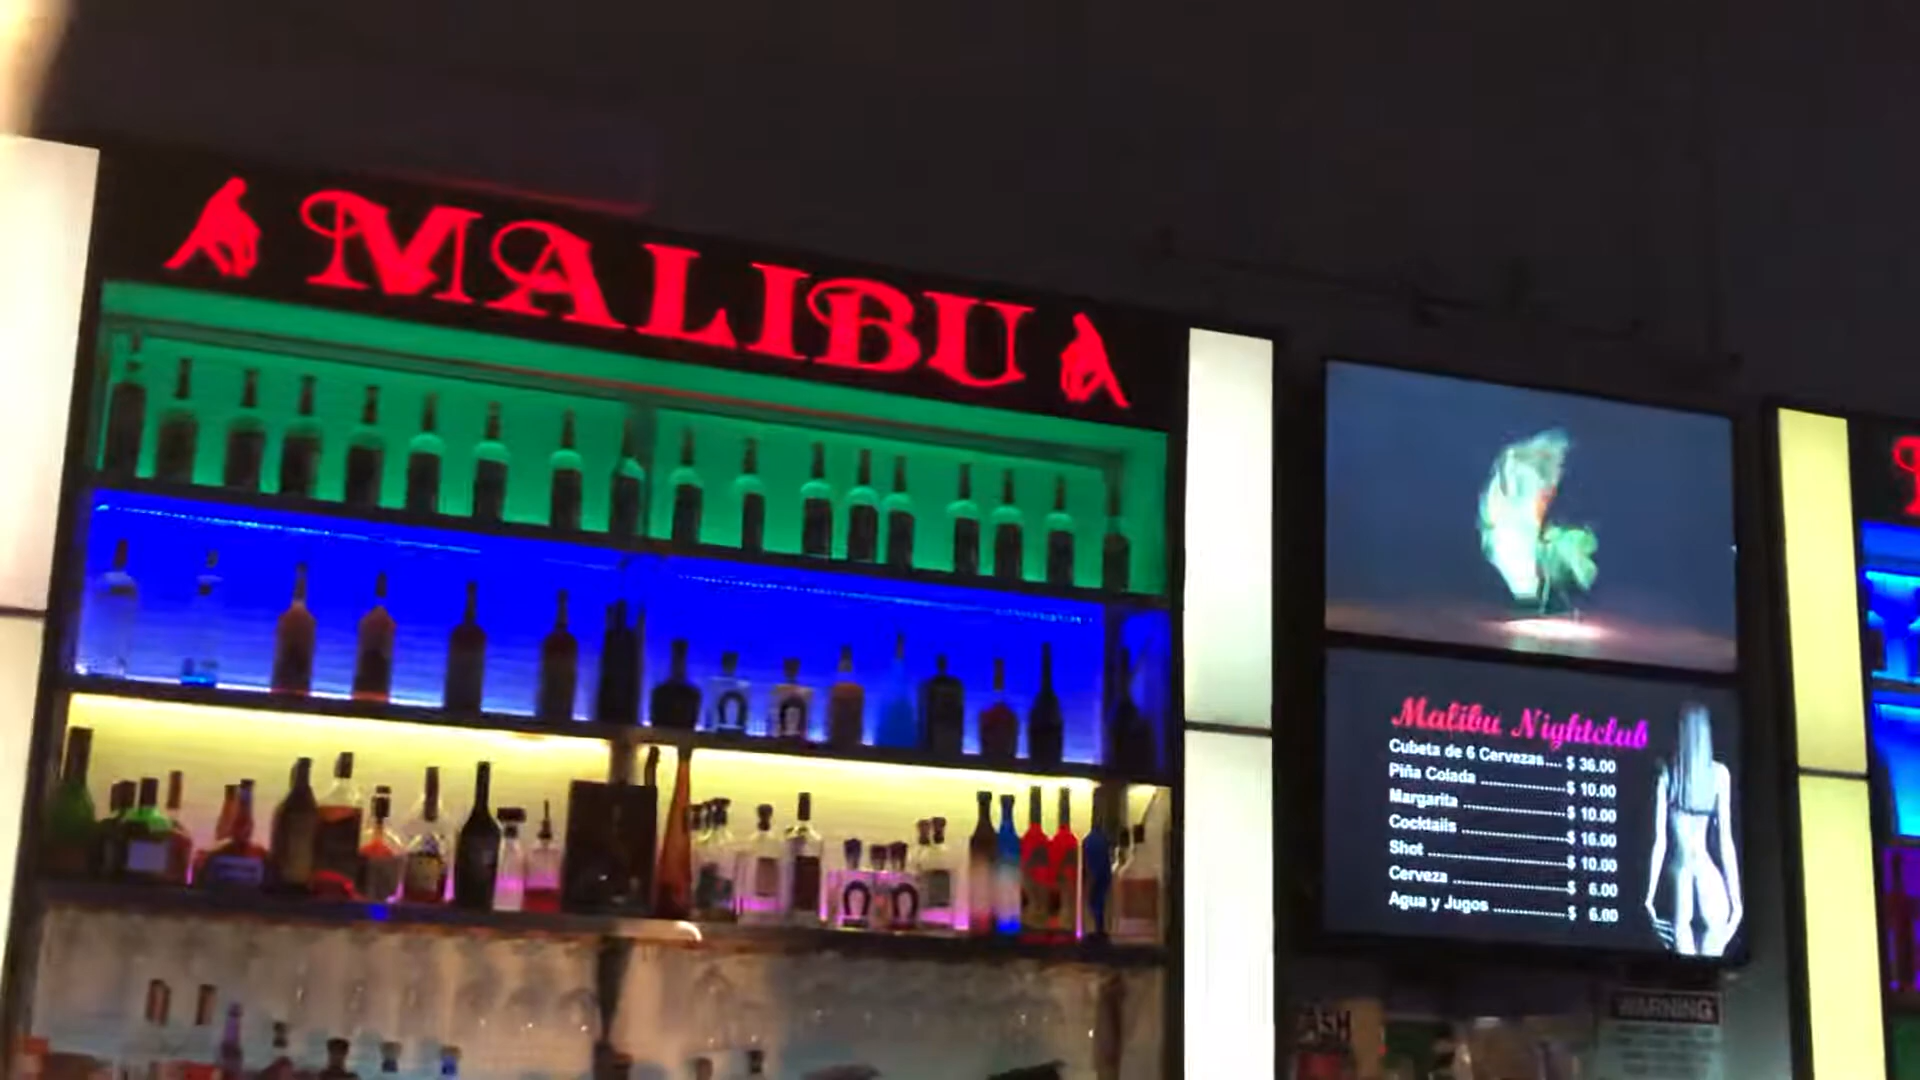 MALIBU
Malibu Nightclub
Cubeta de 6 Cervezas.... $ 36.00
Piña Colada ................$ 10.00
Margarita ....................$ 10.00
Cocktails ....................$ 16.00
Shot ...........................$ 10.00
Cerveza ......................$ 6.00
Agua y Jugos ..............$ 6.00
WARNING